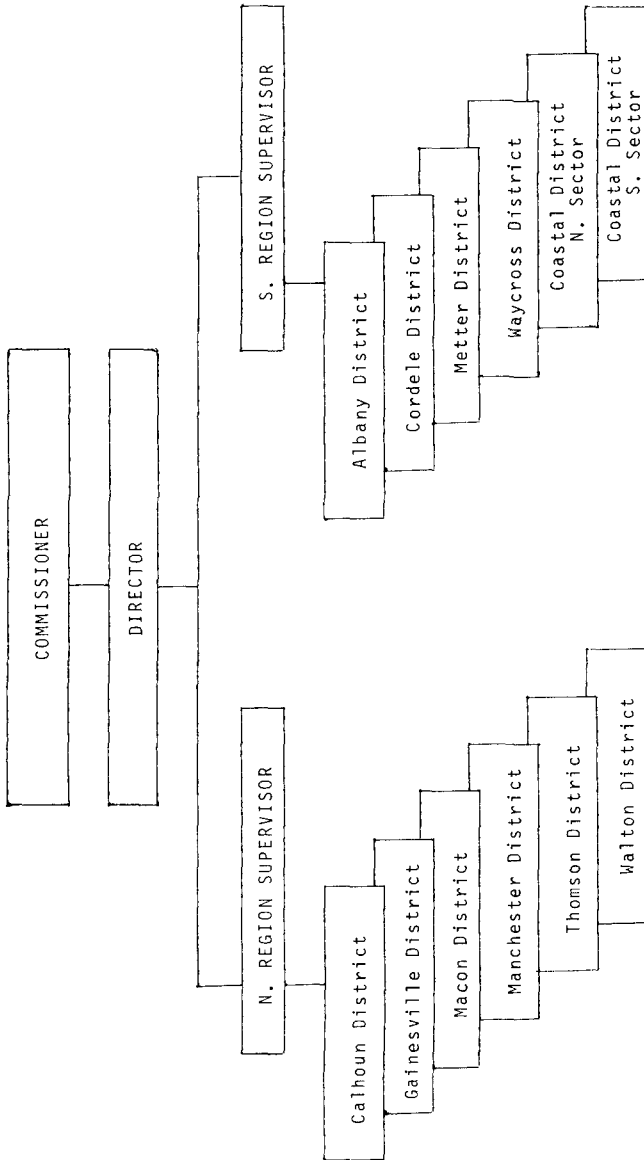 COMMISSIONER
DIRECTOR
N. REGION SUPERVISOR
Calhoun District
Gainesville District
Macon District
Manchester District
Thomson District
Walton District
S. REGION SUPERVISOR
Albany District
Cordele District
Metter District
Waycross District
Coastal District
N. Sector
Coastal District
S. Sector